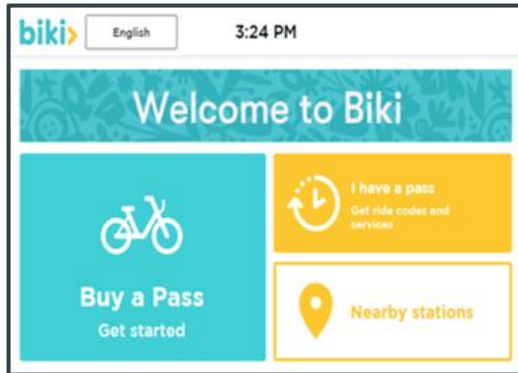 biki
English
3:24 PM
Welcome to Biki
Buy a Pass
Get started
I have a pass
Get ride codes and
services
Nearby stations